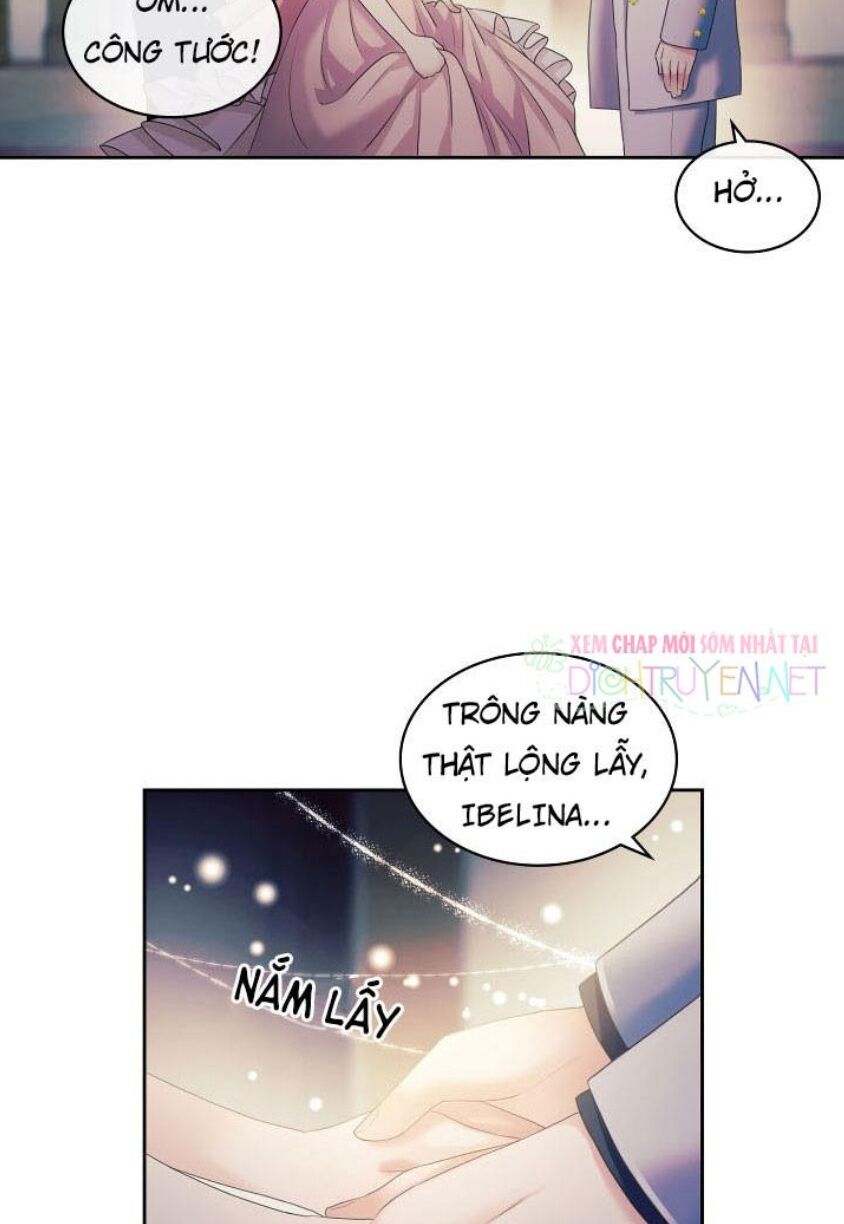 CÔNG TƯỚC!
HỞ...
XEM CHAP MỚI SỚM NHẤT TẠI
DICHTRUYEN.NET
TRÔNG NÀNG
THẬT LỘNG LẪY,
IBELINA...
NẮM LẤY